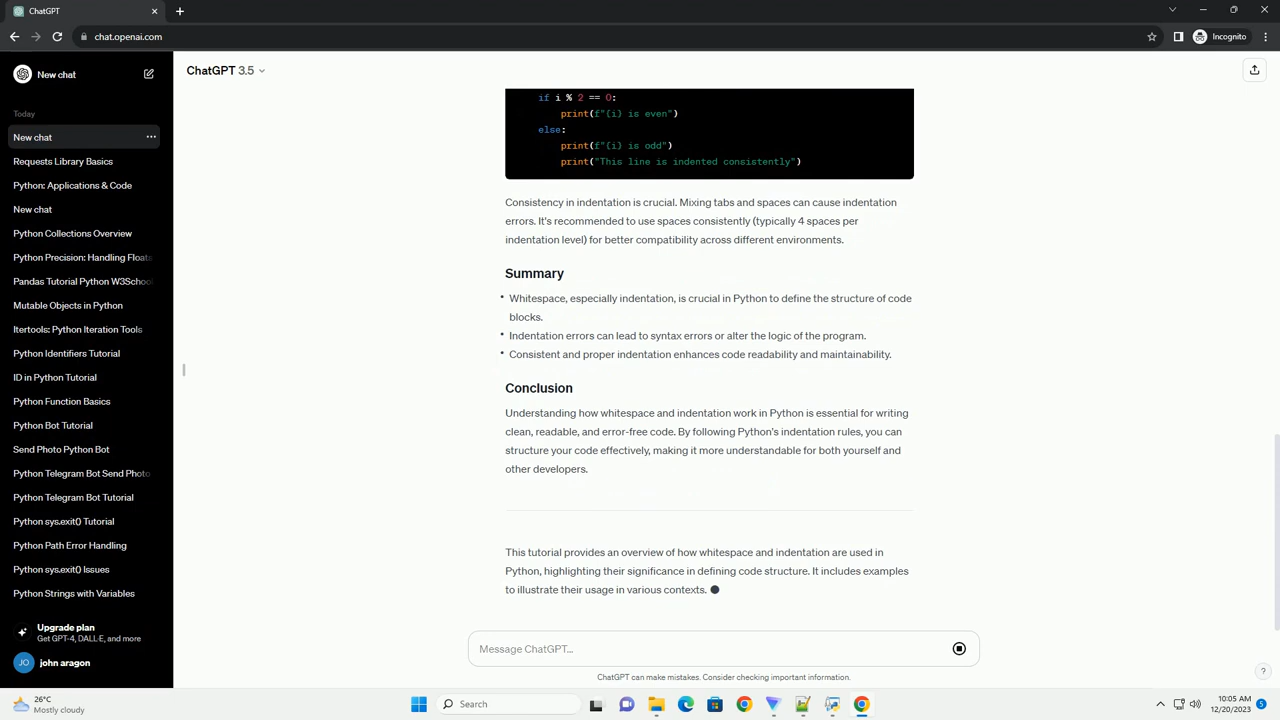 ChatGPT
chat.open​ai.com
Incognito
New chat
ChatGPT 3.5
Today
New chat
Requests Library Basics
Python: Applications & Code
New chat
Python Collections Overview
Python Precision: Handling Floata
Pandas Tutorial Python W3School
Mutable Objects in Python
Itertools: Python Iteration Tools
Python Identifiers Tutorial
ID in Python Tutorial
Python Function Basics
Python Bot Tutorial
Send Photo Python Bot
Python Telegram Bot Send Photo
Python Telegram Bot Tutorial
Python sys.exit() Tutorial
Python Path Error Handling
Python sys.exit() Issues
Python Strings with Variables
Upgrade plan
Get GPT-4, DALL·E, and more
JO john aragon
if i % 2 == 0:
print(f"{i} is even")
else:
print(f"{i} is odd")
print("This line is indented consistently")
Consistency in indentation is crucial. Mixing tabs and spaces can cause indentation
errors. It's recommended to use spaces consistently (typically 4 spaces per
indentation level) for better compatibility across different environments.
Summary
• Whitespace, especially indentation, is crucial in Python to define the structure of code
blocks.
• Indentation errors can lead to syntax errors or alter the logic of the program.
• Consistent and proper indentation enhances code readability and maintainability.
Conclusion
Understanding how whitespace and indentation work in Python is essential for writing
clean, readable, and error-free code. By following Python's indentation rules, you can
structure your code effectively, making it more understandable for both yourself and
other developers.
This tutorial provides an overview of how whitespace and indentation are used in
Python, highlighting their significance in defining code structure. It includes examples
to illustrate their usage in various contexts.
Message ChatGPT...
ChatGPT can make mistakes. Consider checking important information.
?
26°C
Mostly cloudy
Search
10:05 AM
12/20/2023
5